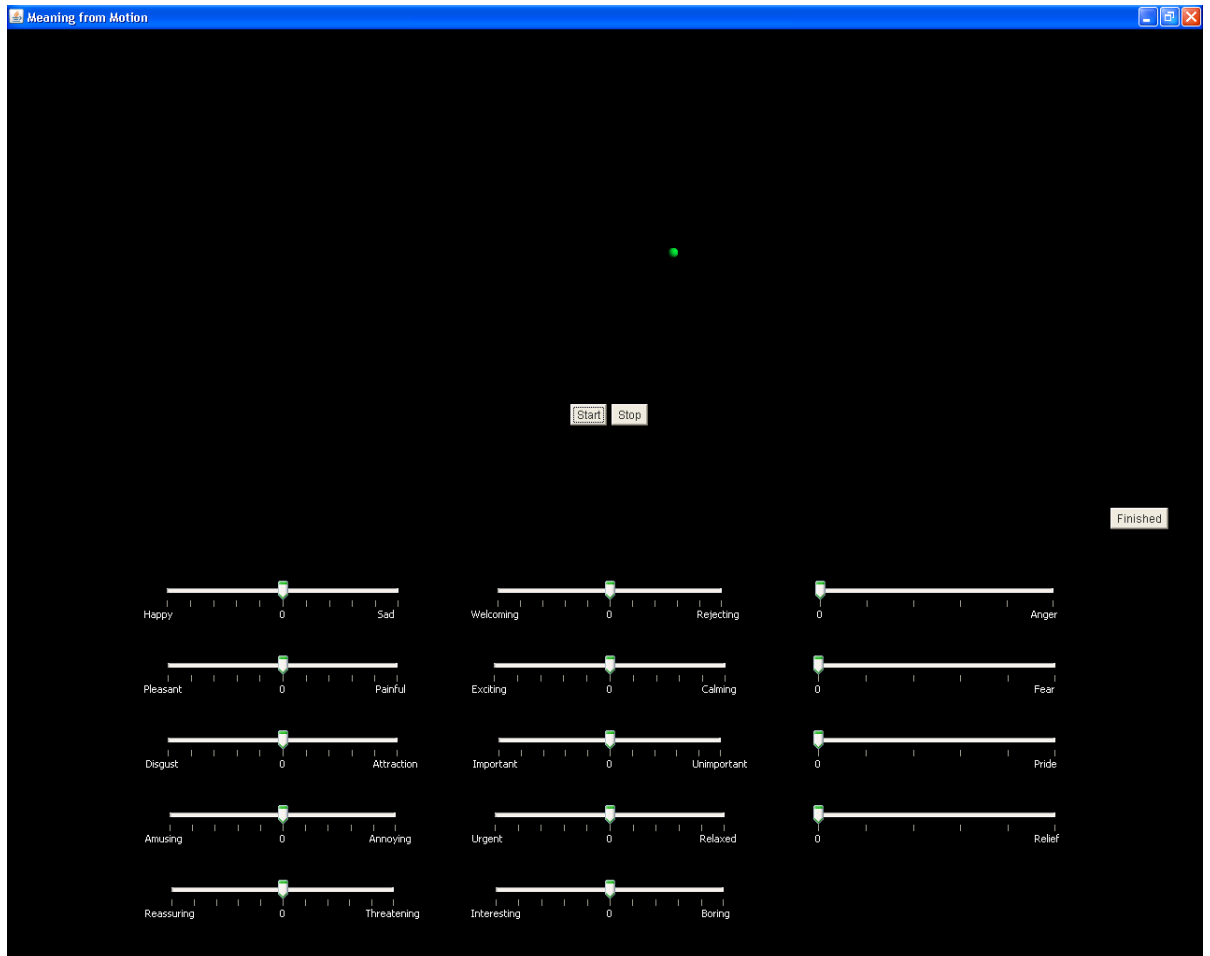 Meaning from Motion
Start Stop
Finished
Happy 0 Sad
Welcoming 0 Rejecting
0 Anger
Pleasant 0 Painful
Exciting 0 Calming
0 Fear
Disgust 0 Attraction
Important 0 Unimportant
0 Pride
Amusing 0 Annoying
Urgent 0 Relaxed
0 Relief
Reassuring 0 Threatening
Interesting 0 Boring